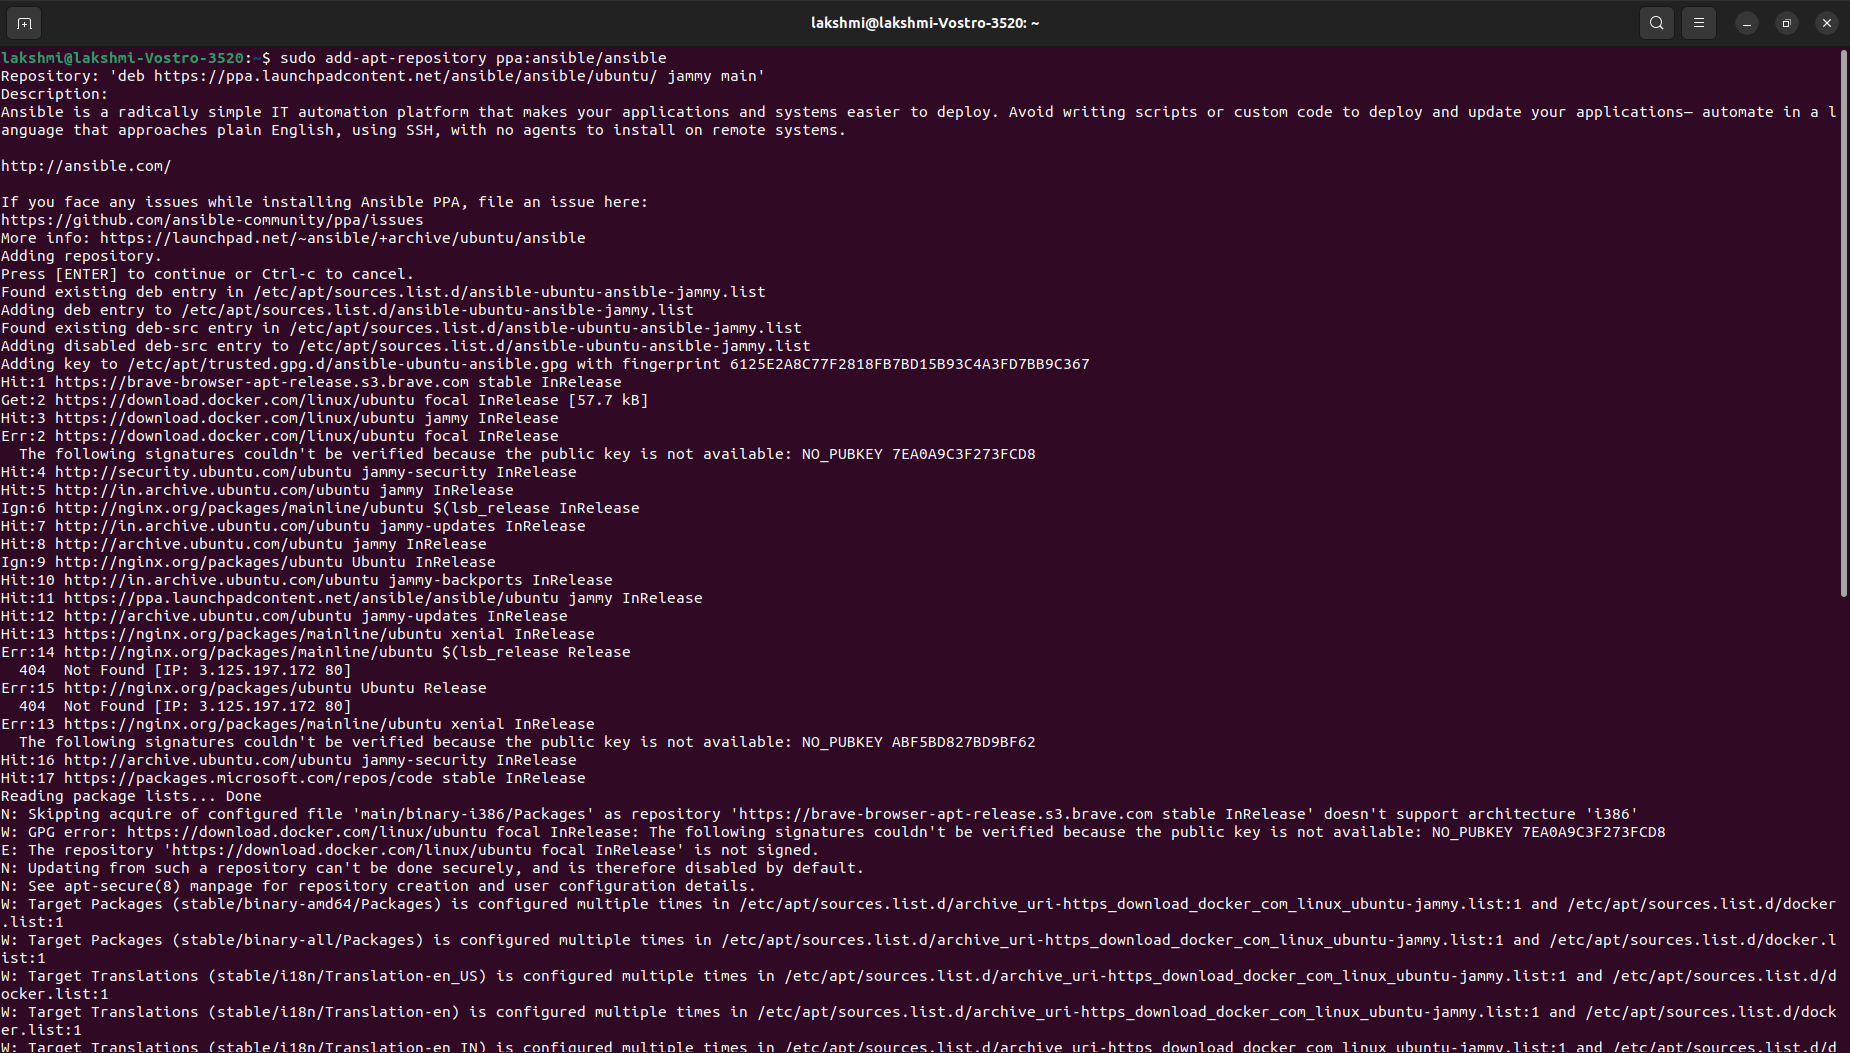 lakshmi@lakshmi-Vostro-3520: ~
lakshmi@lakshmi-Vostro-3520:~$ sudo add-apt-repository ppa:ansible/ansible
Repository: 'deb https://ppa.launchpadcontent.net/ansible/ansible/ubuntu/ jammy main'
Description:
Ansible is a radically simple IT automation platform that makes your applications and systems easier to deploy. Avoid writing scripts or custom code to deploy and update your applications— automate in a l
anguage that approaches plain English, using SSH, with no agents to install on remote systems.
http://ansible.com/
If you face any issues while installing Ansible PPA, file an issue here:
https://github.com/ansible-community/ppa/issues
More info: https://launchpad.net/~ansible/+archive/ubuntu/ansible
Adding repository.
Press [ENTER] to continue or Ctrl-c to cancel.
Found existing deb entry in /etc/apt/sources.list.d/ansible-ubuntu-ansible-jammy.list
Adding deb entry to /etc/apt/sources.list.d/ansible-ubuntu-ansible-jammy.list
Found existing deb-src entry in /etc/apt/sources.list.d/ansible-ubuntu-ansible-jammy.list
Adding disabled deb-src entry to /etc/apt/sources.list.d/ansible-ubuntu-ansible-jammy.list
Adding key to /etc/apt/trusted.gpg.d/ansible-ubuntu-ansible.gpg with fingerprint 6125E2A8C77F2818FB7BD15B93C4A3FD7BB9C367
Hit:1 https://brave-browser-apt-release.s3.brave.com stable InRelease
Get:2 https://download.docker.com/linux/ubuntu focal InRelease [57.7 kB]
Hit:3 https://download.docker.com/linux/ubuntu jammy InRelease
Err:2 https://download.docker.com/linux/ubuntu focal InRelease
The following signatures couldn't be verified because the public key is not available: NO_PUBKEY 7EA0A9C3F273FCD8
Hit:4 http://security.ubuntu.com/ubuntu jammy-security InRelease
Hit:5 http://in.archive.ubuntu.com/ubuntu jammy InRelease
Ign:6 http://nginx.org/packages/mainline/ubuntu $(lsb_release InRelease
Hit:7 http://in.archive.ubuntu.com/ubuntu jammy-updates InRelease
Hit:8 http://archive.ubuntu.com/ubuntu jammy InRelease
Ign:9 http://nginx.org/packages/ubuntu Ubuntu InRelease
Hit:10 http://in.archive.ubuntu.com/ubuntu jammy-backports InRelease
Hit:11 https://ppa.launchpadcontent.net/ansible/ansible/ubuntu jammy InRelease
Hit:12 http://archive.ubuntu.com/ubuntu jammy-updates InRelease
Hit:13 https://nginx.org/packages/mainline/ubuntu xenial InRelease
Err:14 http://nginx.org/packages/mainline/ubuntu $(lsb_release Release
404  Not Found [IP: 3.125.197.172 80]
Err:15 http://nginx.org/packages/ubuntu Ubuntu Release
404  Not Found [IP: 3.125.197.172 80]
Err:13 https://nginx.org/packages/mainline/ubuntu xenial InRelease
The following signatures couldn't be verified because the public key is not available: NO_PUBKEY ABF5BD827BD9BF62
Hit:16 http://archive.ubuntu.com/ubuntu jammy-security InRelease
Hit:17 https://packages.microsoft.com/repos/code stable InRelease
Reading package lists... Done
N: Skipping acquire of configured file 'main/binary-i386/Packages' as repository 'https://brave-browser-apt-release.s3.brave.com stable InRelease' doesn't support architecture 'i386'
W: GPG error: https://download.docker.com/linux/ubuntu focal InRelease: The following signatures couldn't be verified because the public key is not available: NO_PUBKEY 7EA0A9C3F273FCD8
E: The repository 'https://download.docker.com/linux/ubuntu focal InRelease' is not signed.
N: Updating from such a repository can't be done securely, and is therefore disabled by default.
N: See apt-secure(8) manpage for repository creation and user configuration details.
W: Target Packages (stable/binary-amd64/Packages) is configured multiple times in /etc/apt/sources.list.d/archive_uri-https_download_docker_com_linux_ubuntu-jammy.list:1 and /etc/apt/sources.list.d/docker
.list:1
W: Target Packages (stable/binary-all/Packages) is configured multiple times in /etc/apt/sources.list.d/archive_uri-https_download_docker_com_linux_ubuntu-jammy.list:1 and /etc/apt/sources.list.d/docker.l
ist:1
W: Target Translations (stable/i18n/Translation-en_US) is configured multiple times in /etc/apt/sources.list.d/archive_uri-https_download_docker_com_linux_ubuntu-jammy.list:1 and /etc/apt/sources.list.d/d
ocker.list:1
W: Target Translations (stable/i18n/Translation-en) is configured multiple times in /etc/apt/sources.list.d/archive_uri-https_download_docker_com_linux_ubuntu-jammy.list:1 and /etc/apt/sources.list.d/dock
er.list:1
W: Target Translations (stable/i18n/Translation-en_IN) is configured multiple times in /etc/apt/sources.list.d/archive_uri-https_download_docker_com_linux_ubuntu-jammy.list:1 and /etc/apt/sources.list.d/d